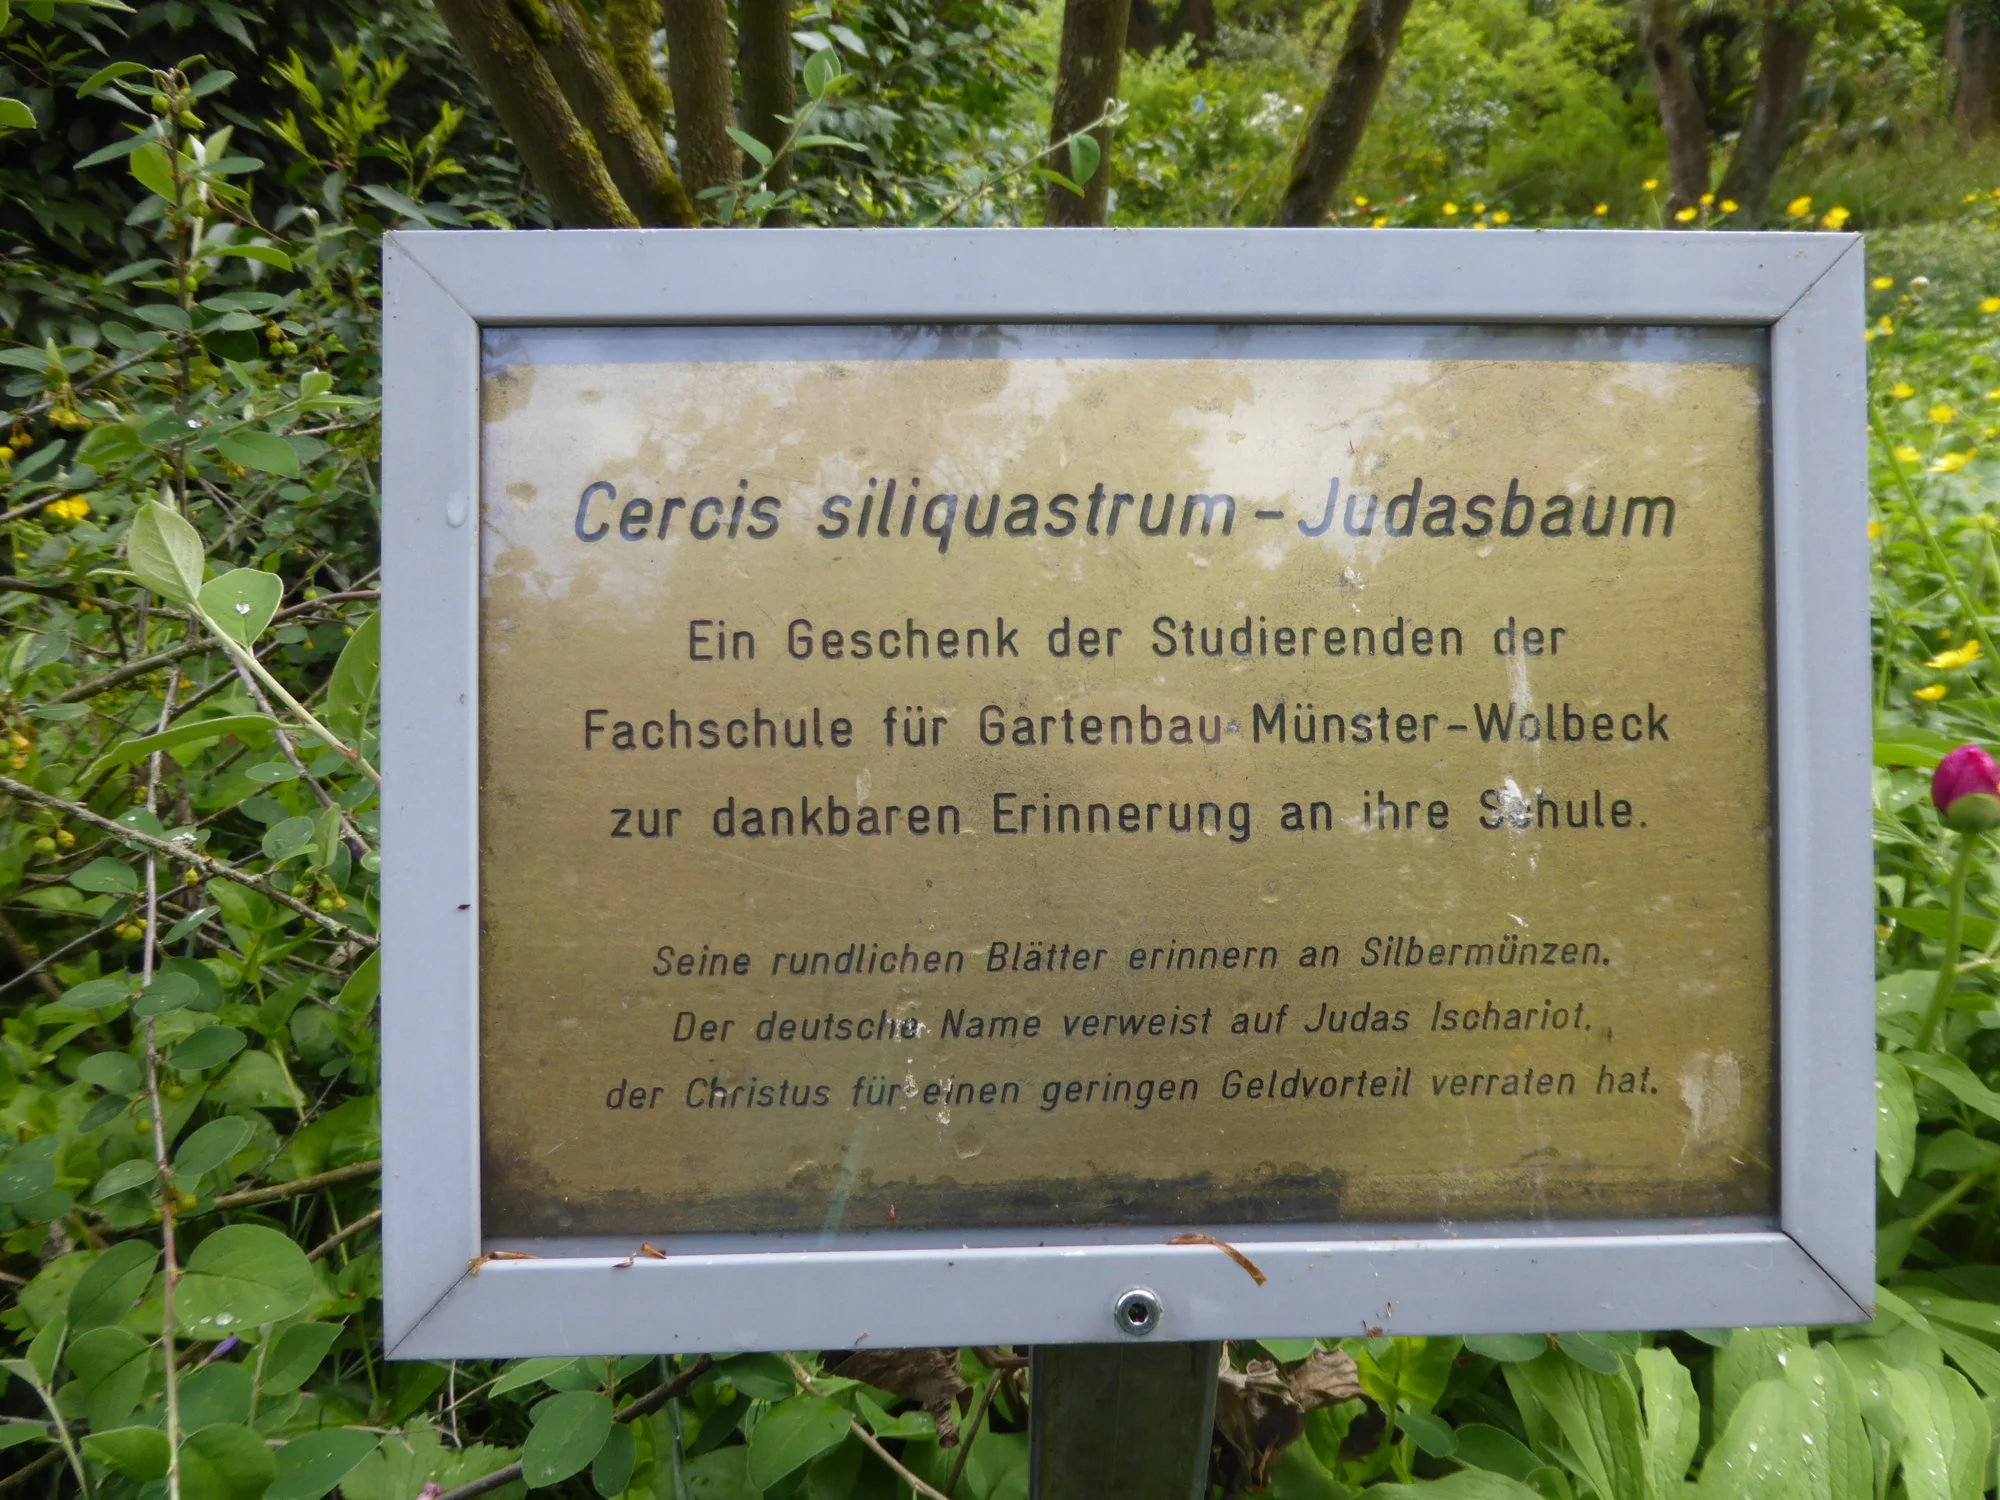 Cercis siliquastrum - Judasbaum
Ein Geschenk der Studierenden der
Fachschule für Gartenbau Münster-Wolbeck
zur dankbaren Erinnerung an ihre Schule.
Seine rundlichen Blätter erinnern an Silbermünzen.
Der deutsche Name verweist auf Judas Ischariot.
der Christus für einen geringen Geldvorteil verraten hat.